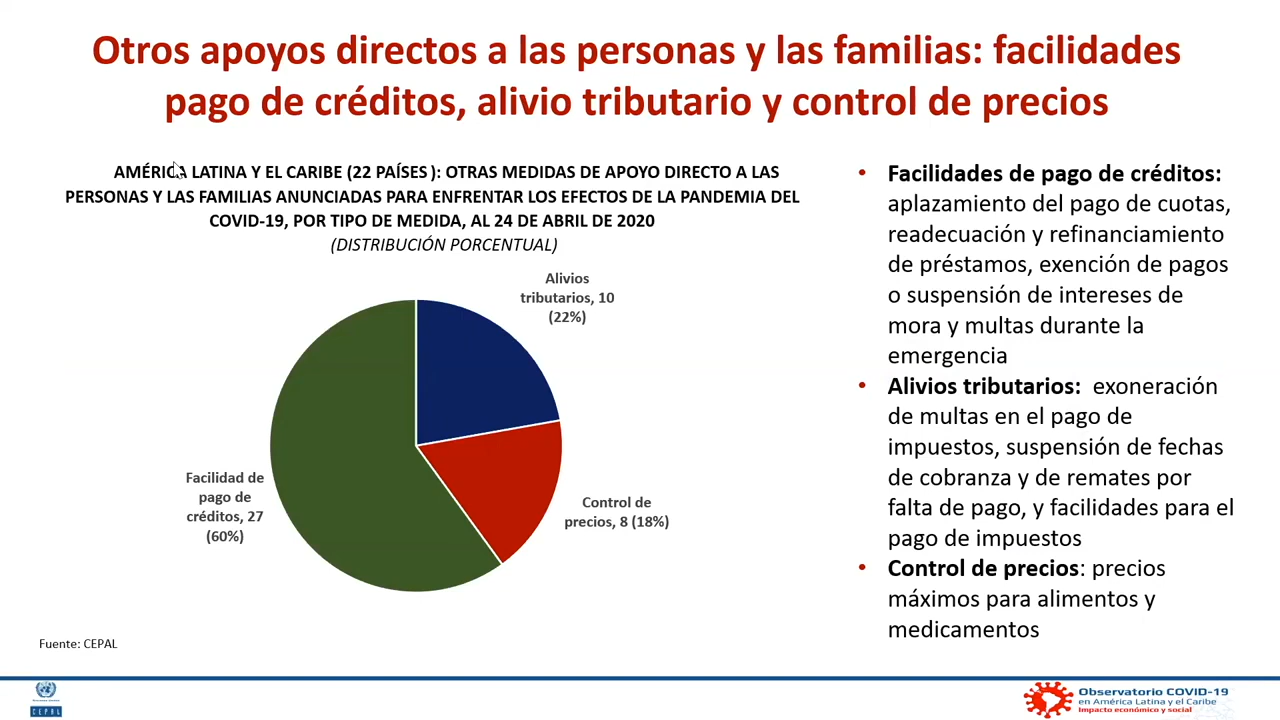 Otros apoyos directos a las personas y las familias: facilidades
pago de créditos, alivio tributario y control de precios
AMÉRICA LATINA Y EL CARIBE (22 PAÍSES ): OTRAS MEDIDAS DE APOYO DIRECTO A LAS
PERSONAS Y LAS FAMILIAS ANUNCIADAS PARA ENFRENTAR LOS EFECTOS DE LA PANDEMIA DEL
COVID-19, POR TIPO DE MEDIDA, AL 24 DE ABRIL DE 2020
(DISTRIBUCIÓN PORCENTUAL)
Alivios
tributarios, 10
(22%)
Control de
precios, 8 (18%)
Facilidad de
pago de
créditos, 27
(60%)
Fuente: CEPAL
• Facilidades de pago de créditos:
aplazamiento del pago de cuotas,
readecuación y refinanciamiento
de préstamos, exención de pagos
o suspensión de intereses de
mora y multas durante la
emergencia
• Alivios tributarios:  exoneración
de multas en el pago de
impuestos, suspensión de fechas
de cobranza y de remates por
falta de pago, y facilidades para el
pago de impuestos
• Control de precios: precios
máximos para alimentos y
medicamentos
CEPAL
Observatorio COVID-19
en América Latina y el Caribe
Impacto económico y social